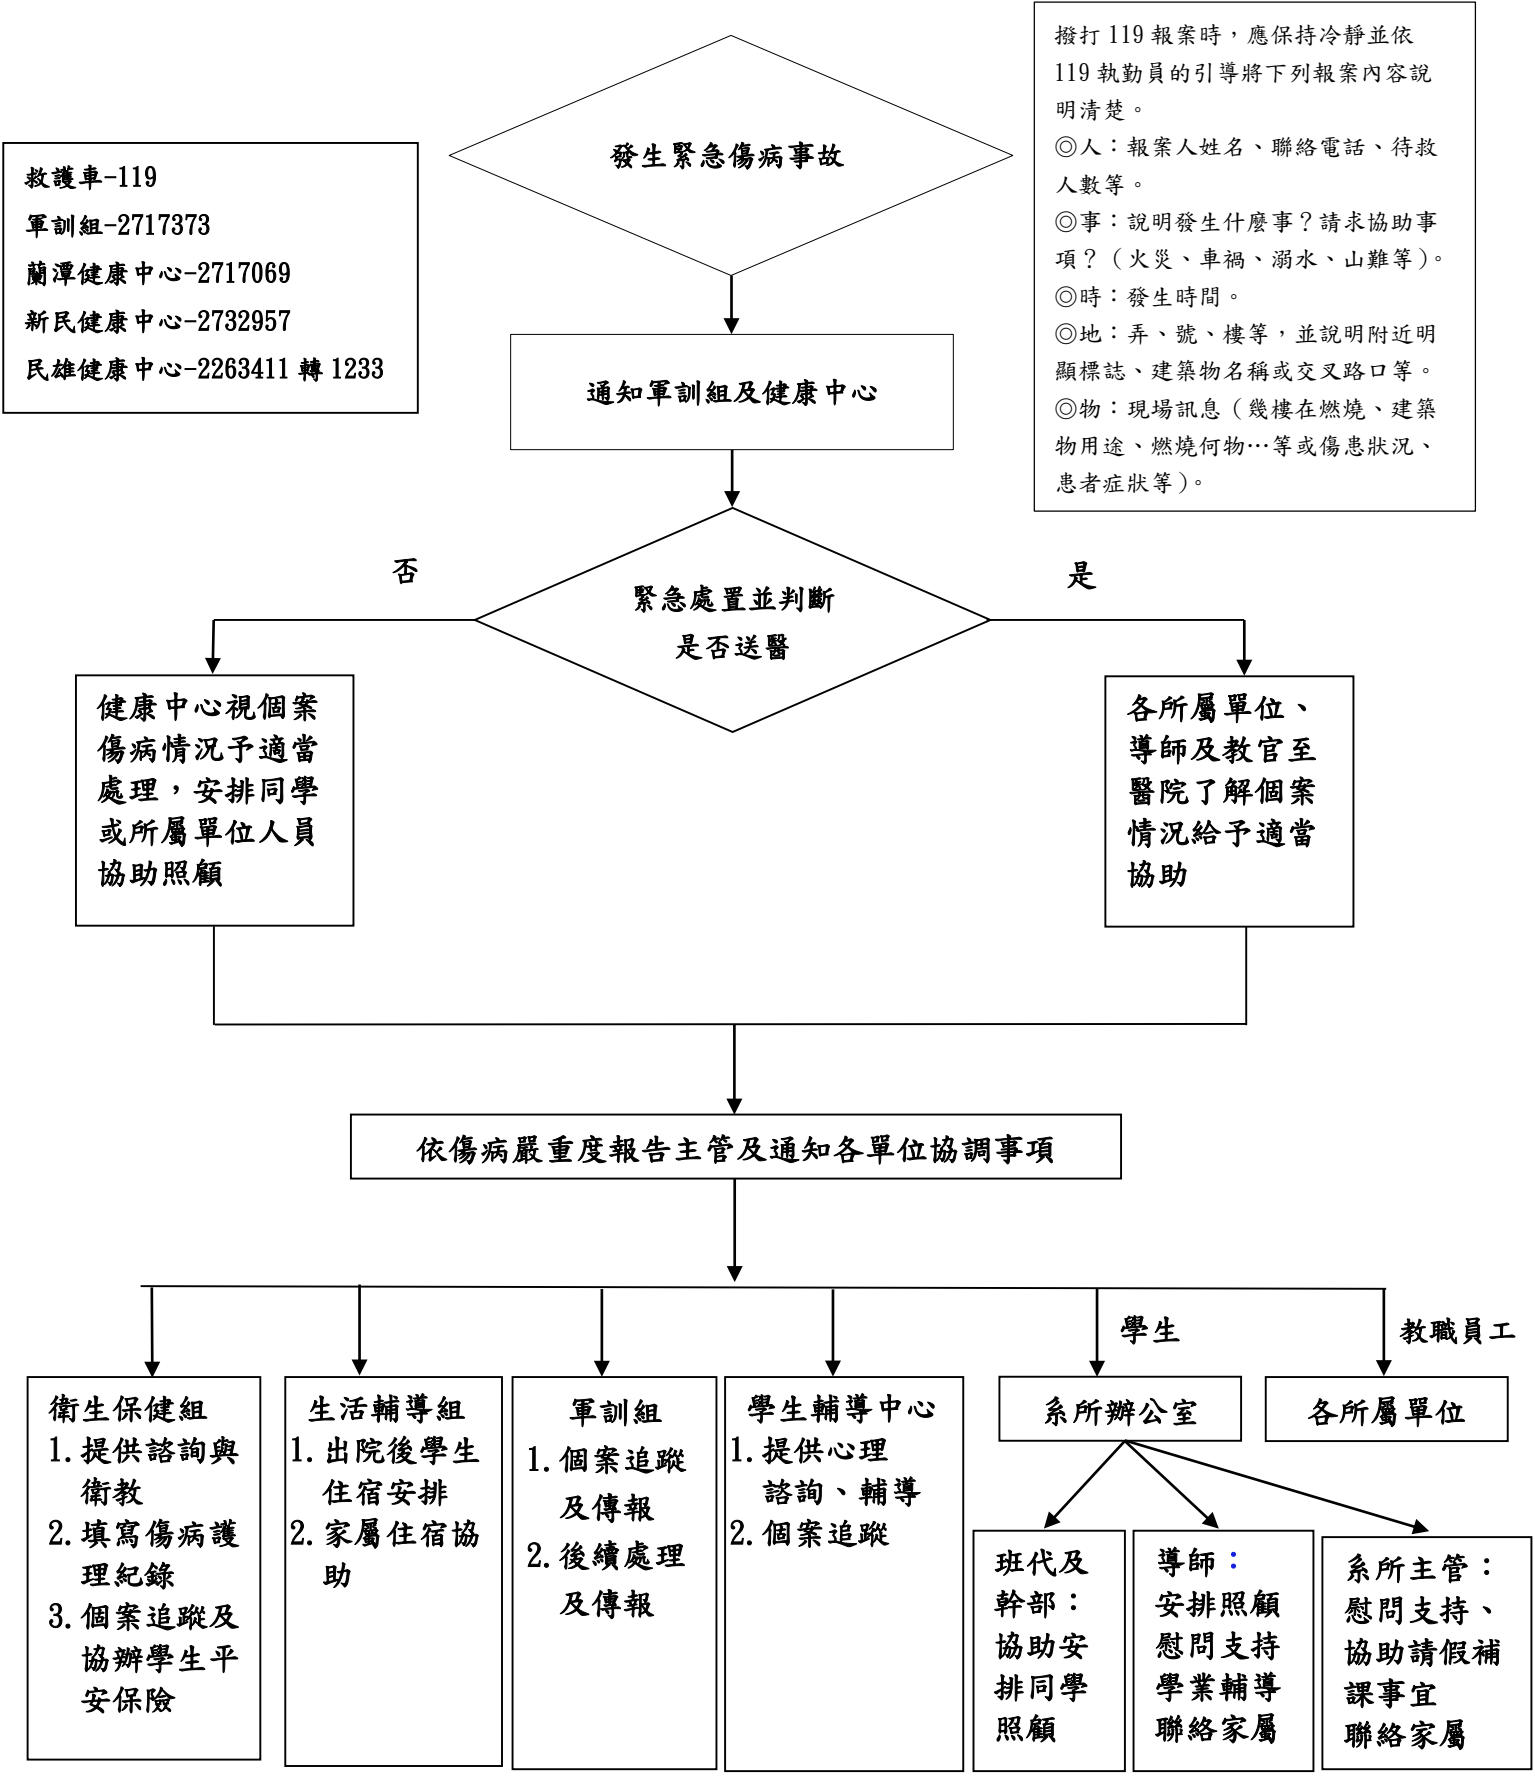 撥打 119 報案時，應保持冷靜並依
119 執勤員的引導將下列報案內容說
明清楚。
◎人：報案人姓名、聯絡電話、待救
人數等。
◎事：說明發生什麼事？請求協助事
項？（火災、車禍、溺水、山難等）。
◎時：發生時間。
◎地：弄、號、樓等，並說明附近明
顯標誌、建築物名稱或交叉路口等。
◎物：現場訊息（幾樓在燃燒、建築
物用途、燃燒何物…等或傷患狀況、
患者症狀等）。
發生緊急傷病事故
救護車-119
軍訓組-2717373
蘭潭健康中心-2717069
新民健康中心-2732957
民雄健康中心-2263411 轉 1233
通知軍訓組及健康中心
緊急處置並判斷
是否送醫
否
是
健康中心視個案
傷病情況予適當
處理，安排同學
或所屬單位人員
協助照顧
各所屬單位、
導師及教官至
醫院了解個案
情況給予適當
協助
依傷病嚴重度報告主管及通知各單位協調事項
學生
教職員工
衛生保健組
1.提供諮詢與
衛教
2.填寫傷病護
理紀錄
3.個案追蹤及
協辦學生平
安保險
生活輔導組
1.出院後學生
住宿安排
2.家屬住宿協
助
軍訓組
1.個案追蹤
及傳報
2.後續處理
及傳報
學生輔導中心
1.提供心理
諮詢、輔導
2.個案追蹤
系所辦公室
各所屬單位
班代及
幹部：
協助安
排同學
照顧
導師：
安排照顧
慰問支持
學業輔導
聯絡家屬
系所主管：
慰問支持、
協助請假補
課事宜
聯絡家屬